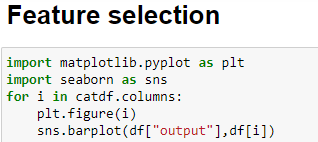 Feature selection
import matplotlib.pyplot as plt
import seaborn as sns
for i in catdf.columns:
    plt.figure(i)
    sns.barplot(df["output"],df[i])